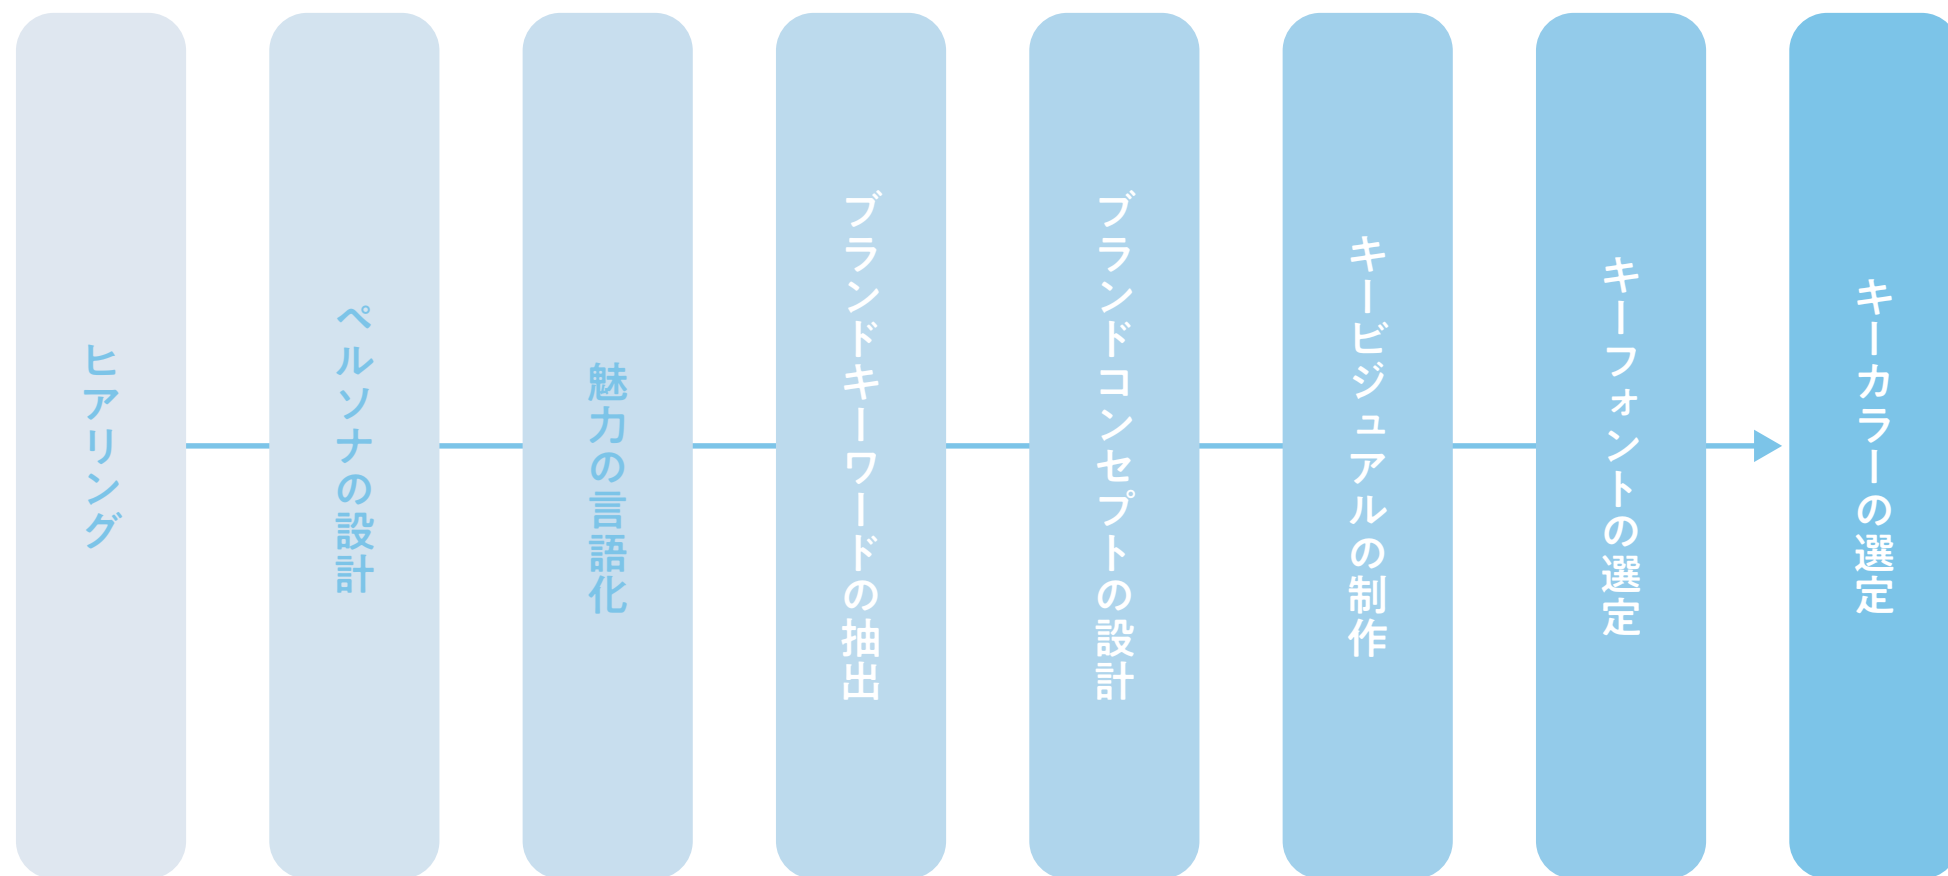 ヒアリング
ペルソナの設計
魅力の言語化
ブランドキーワードの抽出
ブランドコンセプトの設計
キービジュアルの制作
キーフォントの選定
キーカラーの選定